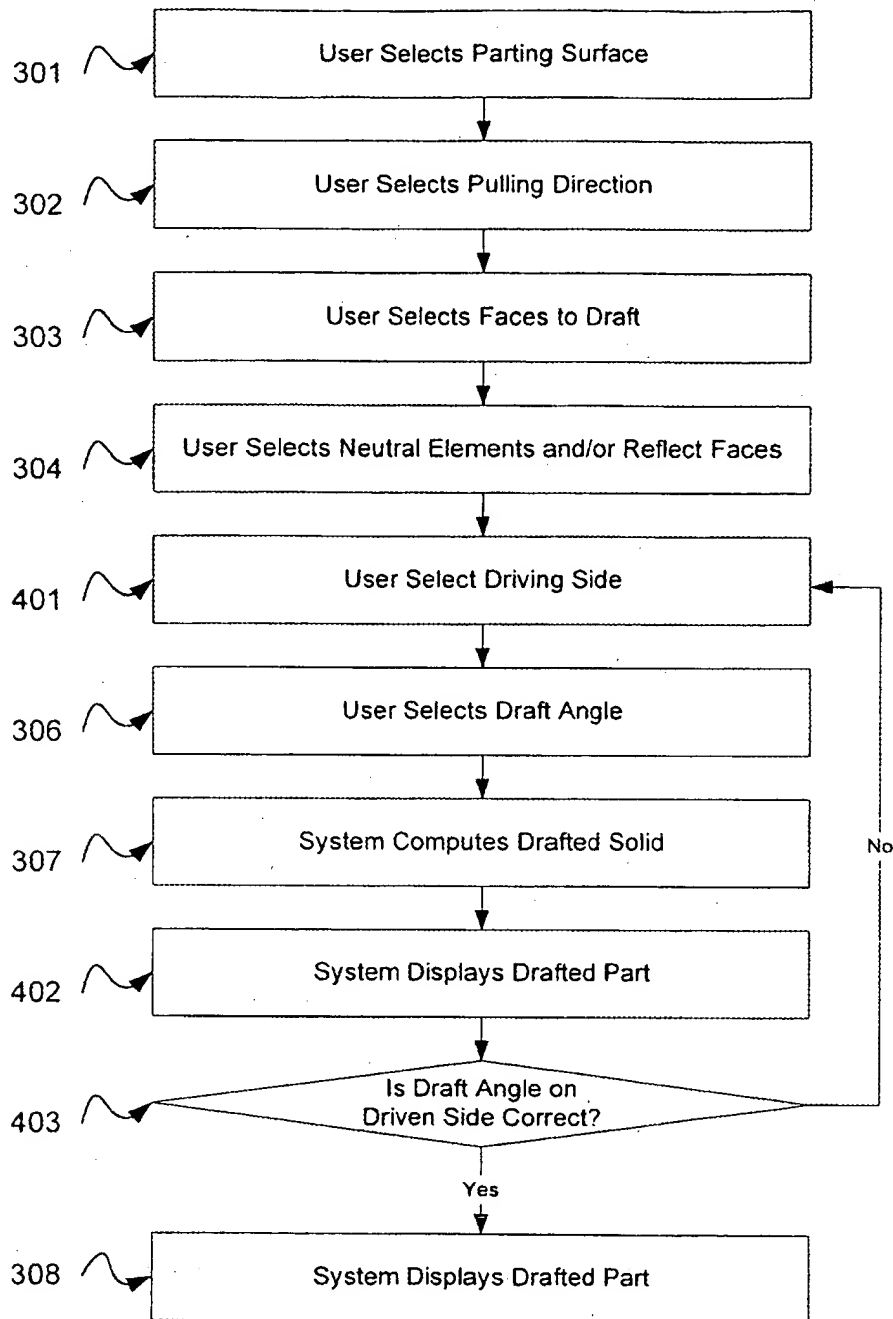 301
User Selects Parting Surface
302
User Selects Pulling Direction
303
User Selects Faces to Draft
304
User Selects Neutral Elements and/or Reflect Faces
401
User Select Driving Side
306
User Selects Draft Angle
307
System Computes Drafted Solid
No
402
System Displays Drafted Part
403
Is Draft Angle on
Driven Side Correct?
Yes
308
System Displays Drafted Part